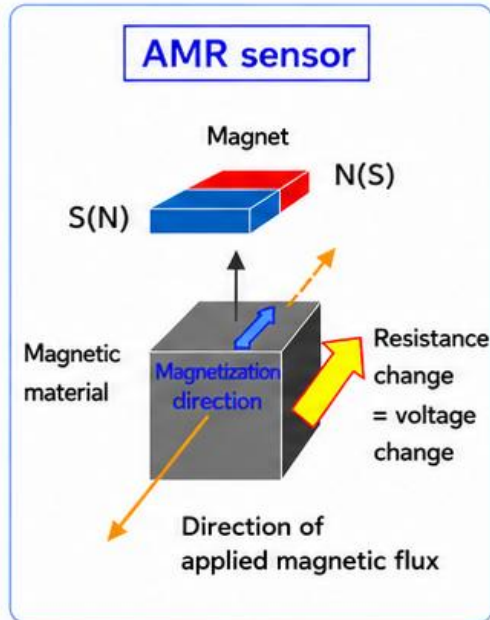 AMR sensor
Magnet
N(S)
S(N)
Magnetic
material
Magnetization
direction
Resistance
change
= voltage
change
Direction of
applied magnetic flux